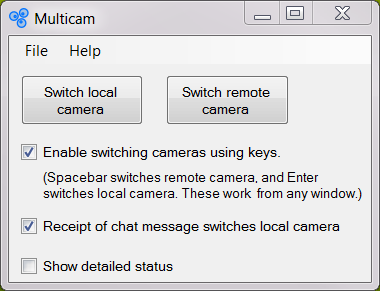 Multicam
File Help
Switch local
camera
Switch remote
camera
Enable switching cameras using keys.
(Spacebar switches remote camera, and Enter
switches local camera. These work from any window.)
Receipt of chat message switches local camera
Show detailed status